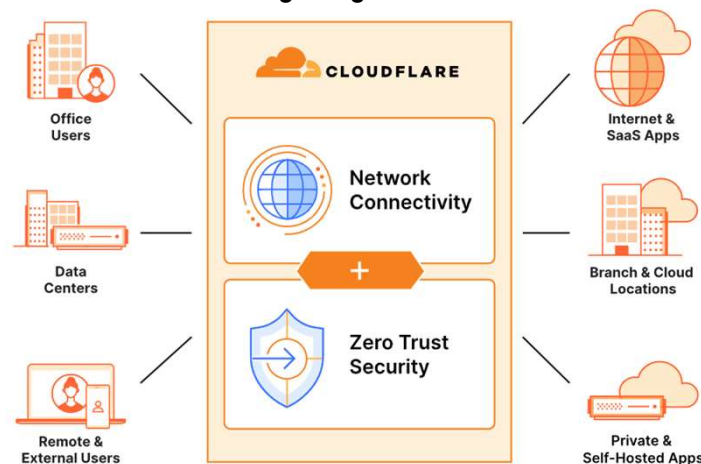 CLOUDFLARE
Office
Users
Data
Centers
Remote &
External Users
Network
Connectivity
+
Zero Trust
Security
Internet &
SaaS Apps
Branch & Cloud
Locations
Private &
Self-Hosted Apps